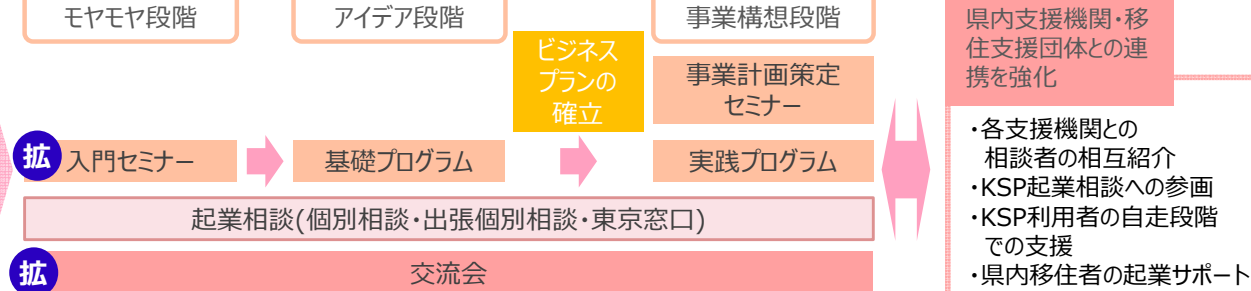 モヤモヤ段階
アイデア段階
事業構想段階
ビジネス
プランの
確立
事業計画策定
セミナー
拡
入門セミナー
基礎プログラム
実践プログラム
起業相談(個別相談・出張個別相談・東京窓口)
拡
交流会
県内支援機関・移
住支援団体との連
携を強化
・各支援機関との
相談者の相互紹介
・KSP起業相談への参画
・KSP利用者の自走段階
での支援
・県内移住者の起業サポート